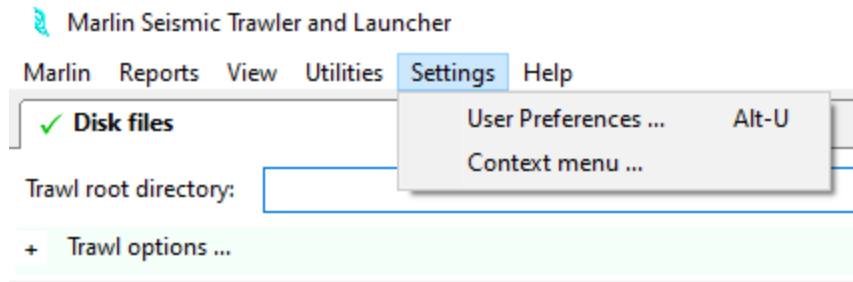 Marlin Seismic Trawler and Launcher
Marlin Reports View Utilities Settings Help
Disk files
User Preferences ... Alt-U
Context menu ...
Trawl root directory:
+ Trawl options ...